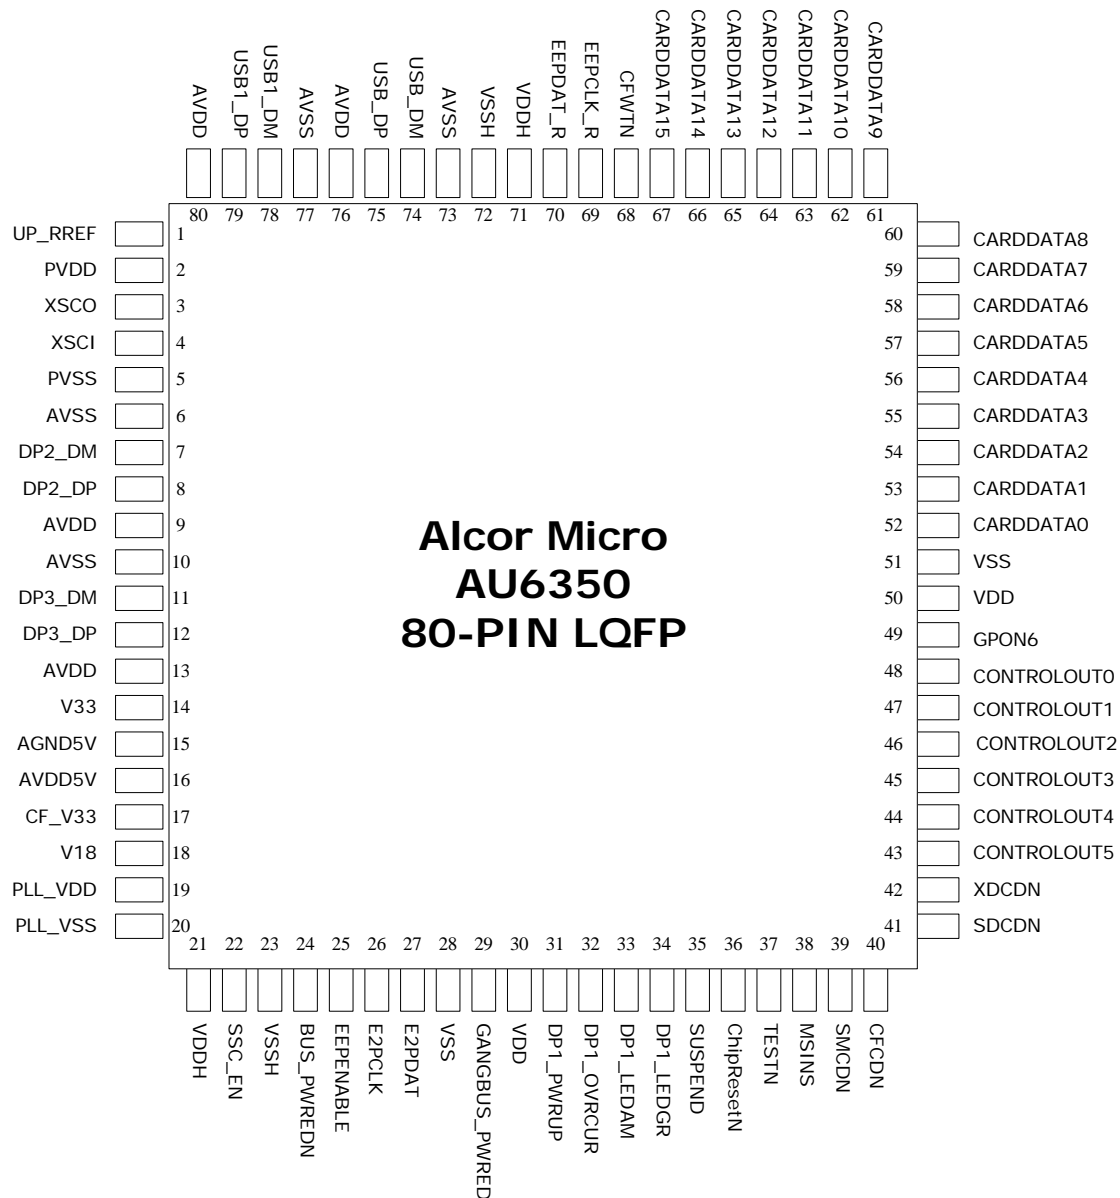 AVDD
USB1_DP
USB1_DM
AVSS
AVDD
USB_DP
USB_DM
AVSS
VSSH
VDDH
EEPDAT_R
EEPCLK_R
CFWTN
CARDDATA15
CARDDATA14
CARDDATA13
CARDDATA12
CARDDATA11
CARDDATA10
CARDDATA9
80 79 78 77 76 75 74 73 72 71 70 69 68 67 66 65 64 63 62 61
UP_RREF 1
PVDD 2
XSCO 3
XSCI 4
PVSS 5
AVSS 6
DP2_DM 7
DP2_DP 8
AVDD 9
AVSS 10
DP3_DM 11
DP3_DP 12
AVDD 13
V33 14
AGND5V 15
AVDD5V 16
CF_V33 17
V18 18
PLL_VDD 19
PLL_VSS 20
Alcor Micro
AU6350
80-PIN LQFP
60 CARDDATA8
59 CARDDATA7
58 CARDDATA6
57 CARDDATA5
56 CARDDATA4
55 CARDDATA3
54 CARDDATA2
53 CARDDATA1
52 CARDDATA0
51 VSS
50 VDD
49 GPON6
48 CONTROLOUT0
47 CONTROLOUT1
46 CONTROLOUT2
45 CONTROLOUT3
44 CONTROLOUT4
43 CONTROLOUT5
42 XDCDN
41 SDCDN
21 22 23 24 25 26 27 28 29 30 31 32 33 34 35 36 37 38 39 40
VDDH
SSC_EN
VSSH
BUS_PWREDN
EEPENABLE
E2PCLK
E2PDAT
VSS
GANGBUS_PWRED
VDD
DP1_PWRUP
DP1_OVRCUR
DP1_LEDAM
DP1_LEDGR
SUSPEND
ChipResetN
TESTN
MSINS
SMCDN
CFCDN